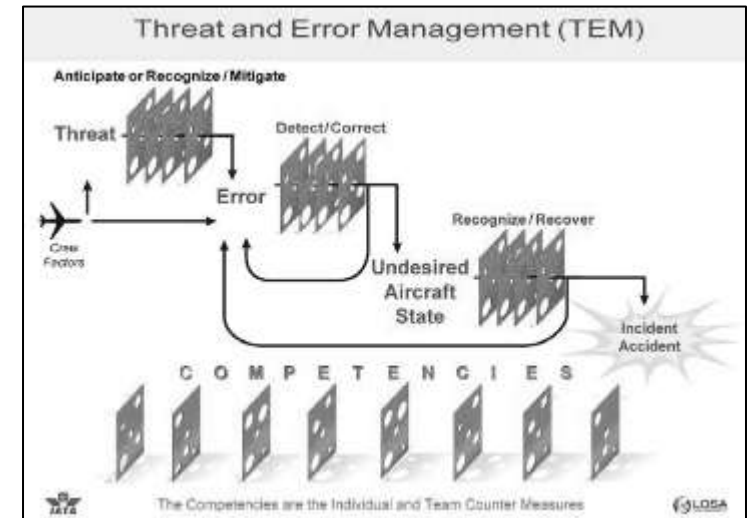 Threat and Error Management (TEM)
Anticipate or Recognize / Mitigate
Threat
Detect/Correct
Error
Crew
Factors
Recognize / Recover
Undesired
Aircraft
State
Incident
Accident
C O M P E T E N C I E S
The Competencies are the Individual and Team Counter Measures
IATA
LOSA